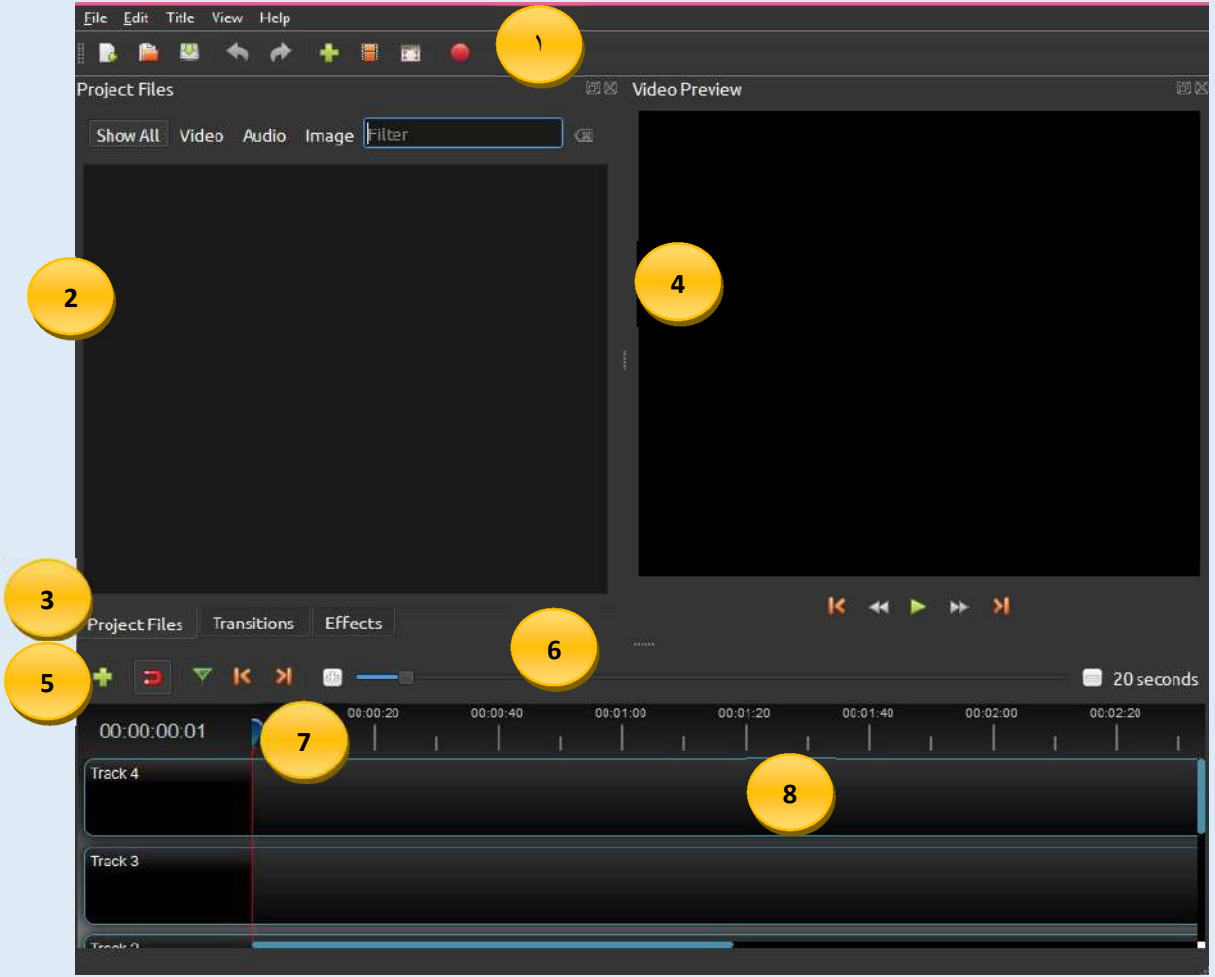 File Edit Title View Help
١
Project Files
Video Preview
Show All Video Audio Image Filter
2
4
3
Project Files Transitions Effects
6
5
20 seconds
00:00:20 00:00:40 00:01:00 00:01:20 00:01:40 00:02:00 00:02:20
00:00:00:01
7
Track 4
8
Track 3
Track 2